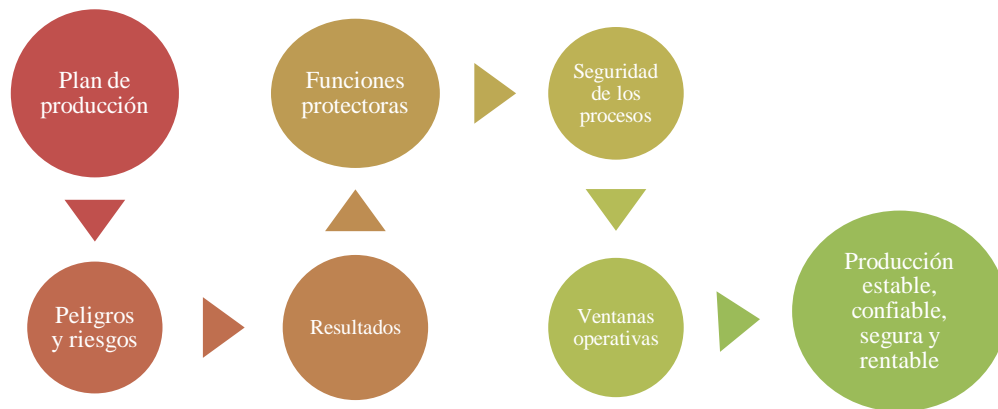 Plan de
producción
Peligros
y riesgos
Resultados
Funciones
protectoras
Seguridad
de los
procesos
Ventanas
operativas
Producción
estable,
confiable,
segura y
rentable